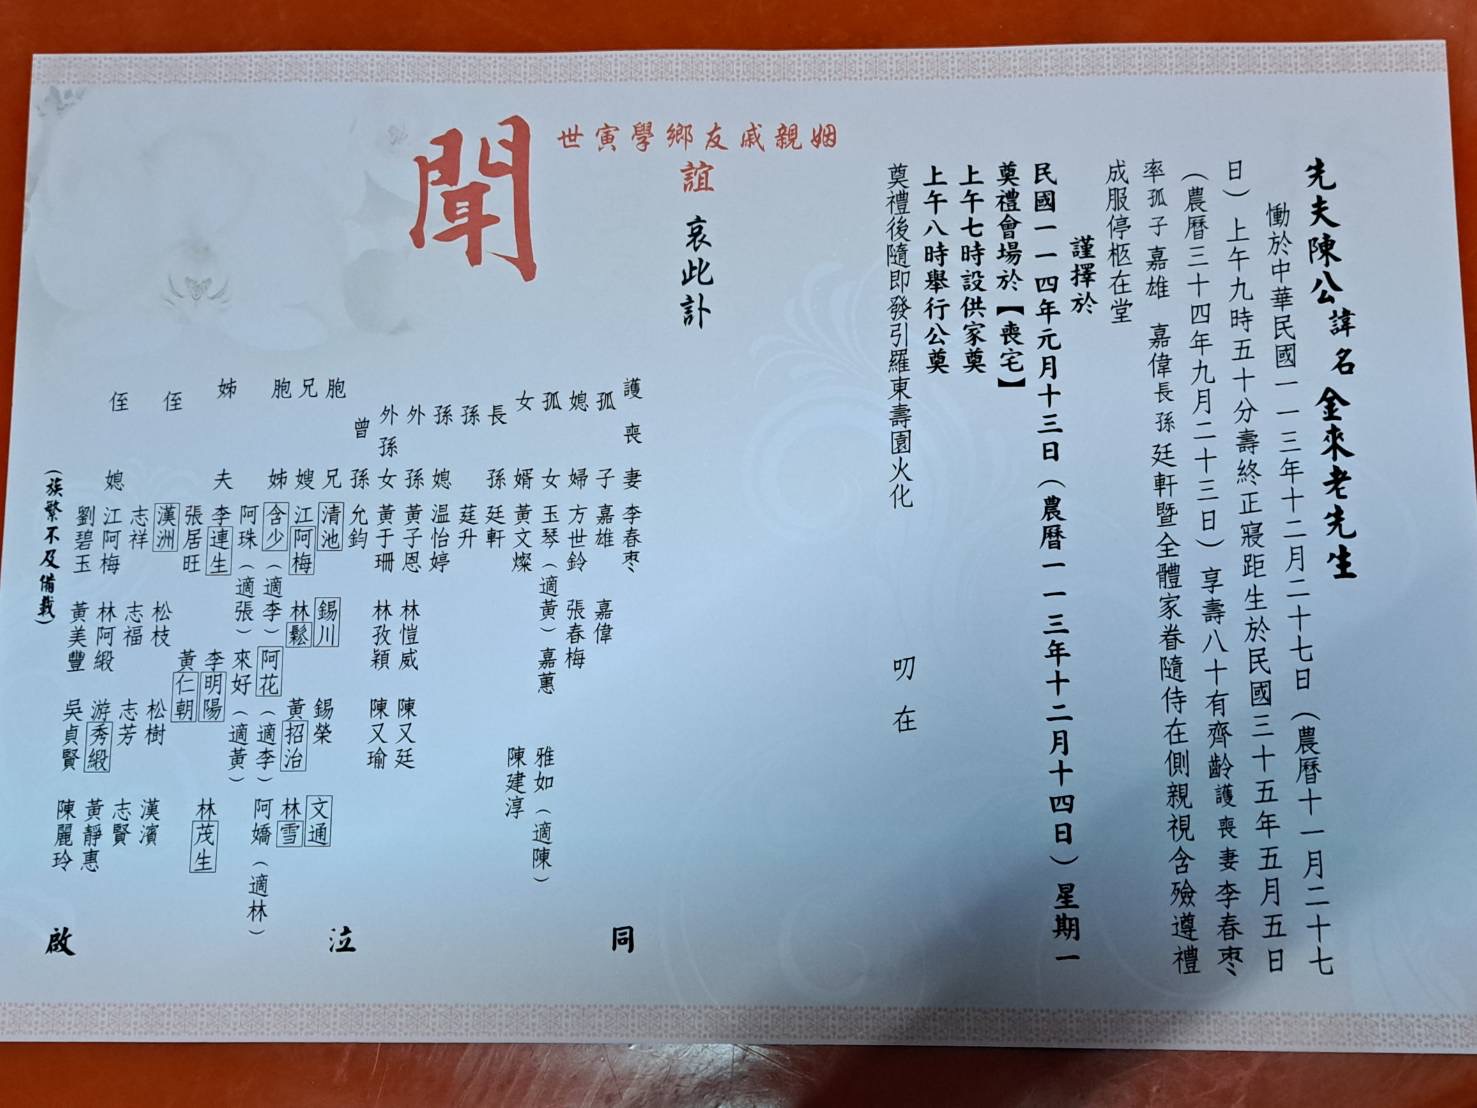 先夫陳公諱名金來老先生
慟於中華民國一一三年十二月二十七日（農曆十一月二十七
日）上午九時五十分壽終正寢距生於民國三十五年五月五日
（農曆三十四年九月二十三日）享壽八十有齊齡護喪妻李春枣
率孤子嘉雄 嘉偉長孫廷軒暨全體家眷隨侍在側親視含殮遵禮
成服停柩在堂
謹擇於
民國一一四年元月十三日（農曆一一三年十二月十四日）星期一
奠禮會場於【喪宅】
上午七時設供家奠
上午八時舉行公奠
奠禮後隨即發引羅東壽園火化
叨在
姻親戚友鄉學寅世
誼
哀此訃
聞
護喪妻 李春枣
孤子 嘉雄 嘉偉
媳婦 方世鈴 張春梅
孤女 玉琴（適黃）嘉蕙 雅如（適陳）
女婿 黃文燦 陳建淳
長孫 廷軒
孫 莛升
孫媳 温怡婷
外孫 黃子恩 林愷威 陳又廷
外孫女 黃于珊 林孜穎 陳又瑜
曾孫 允鈞
胞兄 清池 錫川 錫榮 文通
兄嫂 江阿梅 林鬆 黃招治 林雪
胞姊 含少（適李）阿花（適李）阿嬌（適林）
阿珠（適張）來好（適黃）
姊夫 李連生 李明陽 林茂生
張居旺 黃仁朝
侄 漢洲 松枝 松樹 漢濱
志祥 志福 志芳 志賢
侄媳 江阿梅 林阿緞 游秀緞 黃靜惠
劉碧玉 黃美豐 吳貞賢 陳麗玲
（族繁不及備載）
同泣啟